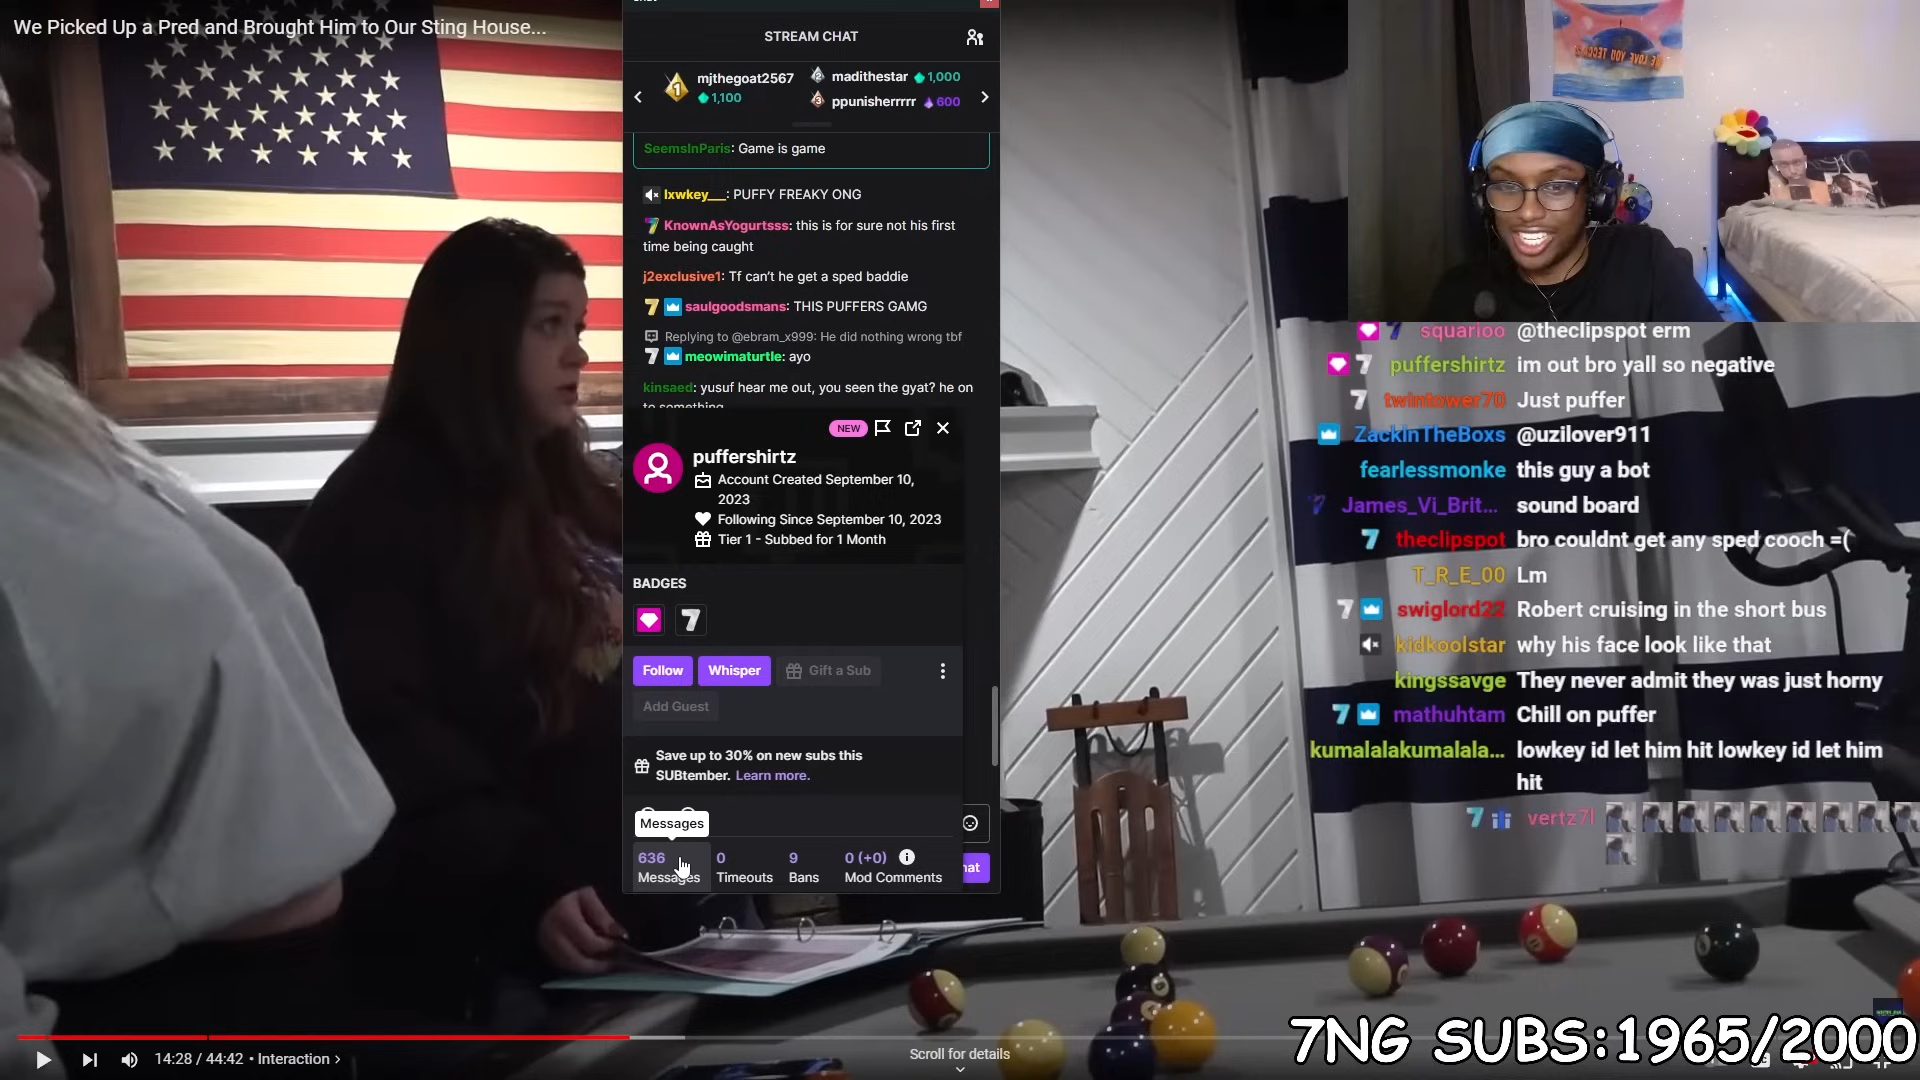 We Picked Up a Pred and Brought Him to Our Sting House...
STREAM CHAT
mjthegoat2567
1,100
madithestar 1,000
ppunisherrrrr 600
SeemsInParis: Game is game
lxwkey__: PUFFY FREAKY ONG
KnownAsYogurtsss: this is for sure not his first
time being caught
j2exclusive1: Tf can't he get a sped baddie
saulgoodsmans: THIS PUFFERS GAMG
Replying to @ebram_x999: He did nothing wrong tbf
meowimaturtle: ayo
kinsaed: yusuf hear me out, you seen the gyat? he on
to something
NEW
puffershirtz
Account Created September 10,
2023
Following Since September 10, 2023
Tier 1 - Subbed for 1 Month
BADGES
7
Follow
Whisper
Gift a Sub
Add Guest
Save up to 30% on new subs this
SUBtember. Learn more.
Messages
636
Messages
0
Timeouts
9
Bans
0 (+0)
Mod Comments
hat
squarioo @theclipspot erm
puffershirtz im out bro yall so negative
twintower70 Just puffer
ZackInTheBoxs @uzilover911
fearlessmonke this guy a bot
James_Vi_Brit... sound board
theclipspot bro couldnt get any sped cooch =(
T_R_E_00 Lm
swiglord22 Robert cruising in the short bus
kidkoolstar why his face look like that
kingssavge They never admit they was just horny
mathuhtam Chill on puffer
kumalalakumalala... lowkey id let him hit lowkey id let him
hit
vertz7l
14:28 / 44:42 • Interaction >
Scroll for details
7NG SUBS:1965/2000